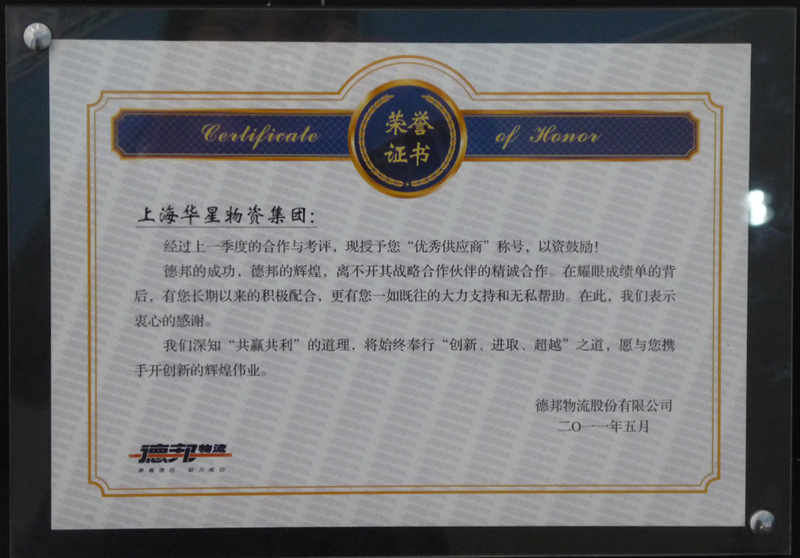 Certificate of Honor
荣誉
证书
上海华星物资集团:
经过上一季度的合作与考评，现授予您“优秀供应商”称号，以资鼓励！
德邦的成功，德邦的辉煌，离不开其战略合作伙伴的精诚合作。在耀眼成绩单的背
后，有您长期以来的积极配合，更有您一如既往的大力支持和无私帮助。在此，我们表示
衷心的感谢。
我们深知“共赢共利”的道理，将始终奉行“创新、进取、超越”之道，愿与您携
手开创新的辉煌伟业。
德邦物流股份有限公司
二O一一年五月
德邦物流
承载信任 助力成功